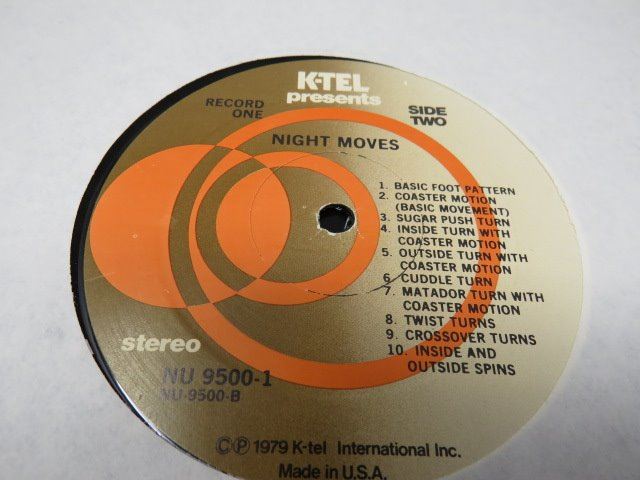 K-TEL
presents
RECORD
ONE
SIDE
TWO
NIGHT MOVES
1. BASIC FOOT PATTERN
2. COASTER MOTION
(BASIC MOVEMENT)
3. SUGAR PUSH TURN
4. INSIDE TURN WITH
COASTER MOTION
5. OUTSIDE TURN WITH
COASTER MOTION
6. CUDDLE TURN
7. MATADOR TURN WITH
COASTER MOTION
8. TWIST TURNS
9. CROSSOVER TURNS
10. INSIDE AND
OUTSIDE SPINS
stereo
NU 9500-1
NU-9500-B
©℗ 1979 K-tel International Inc.
Made in U.S.A.